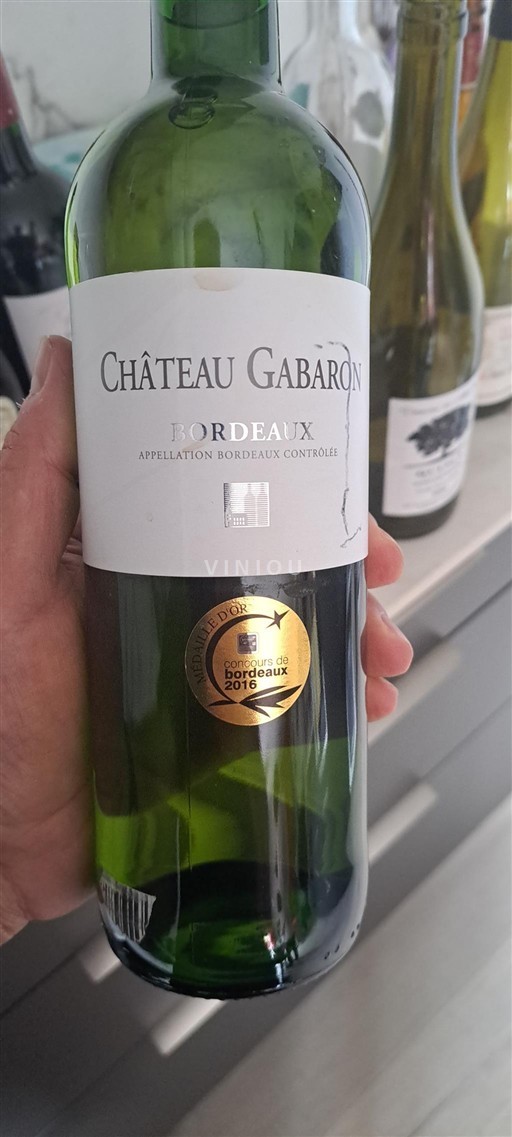 CHÂTEAU GABARON
BORDEAUX
APPELLATION BORDEAUX CONTRÔLÉE
VINIOU
MÉDAILLE D'OR
concours de
bordeaux
2016